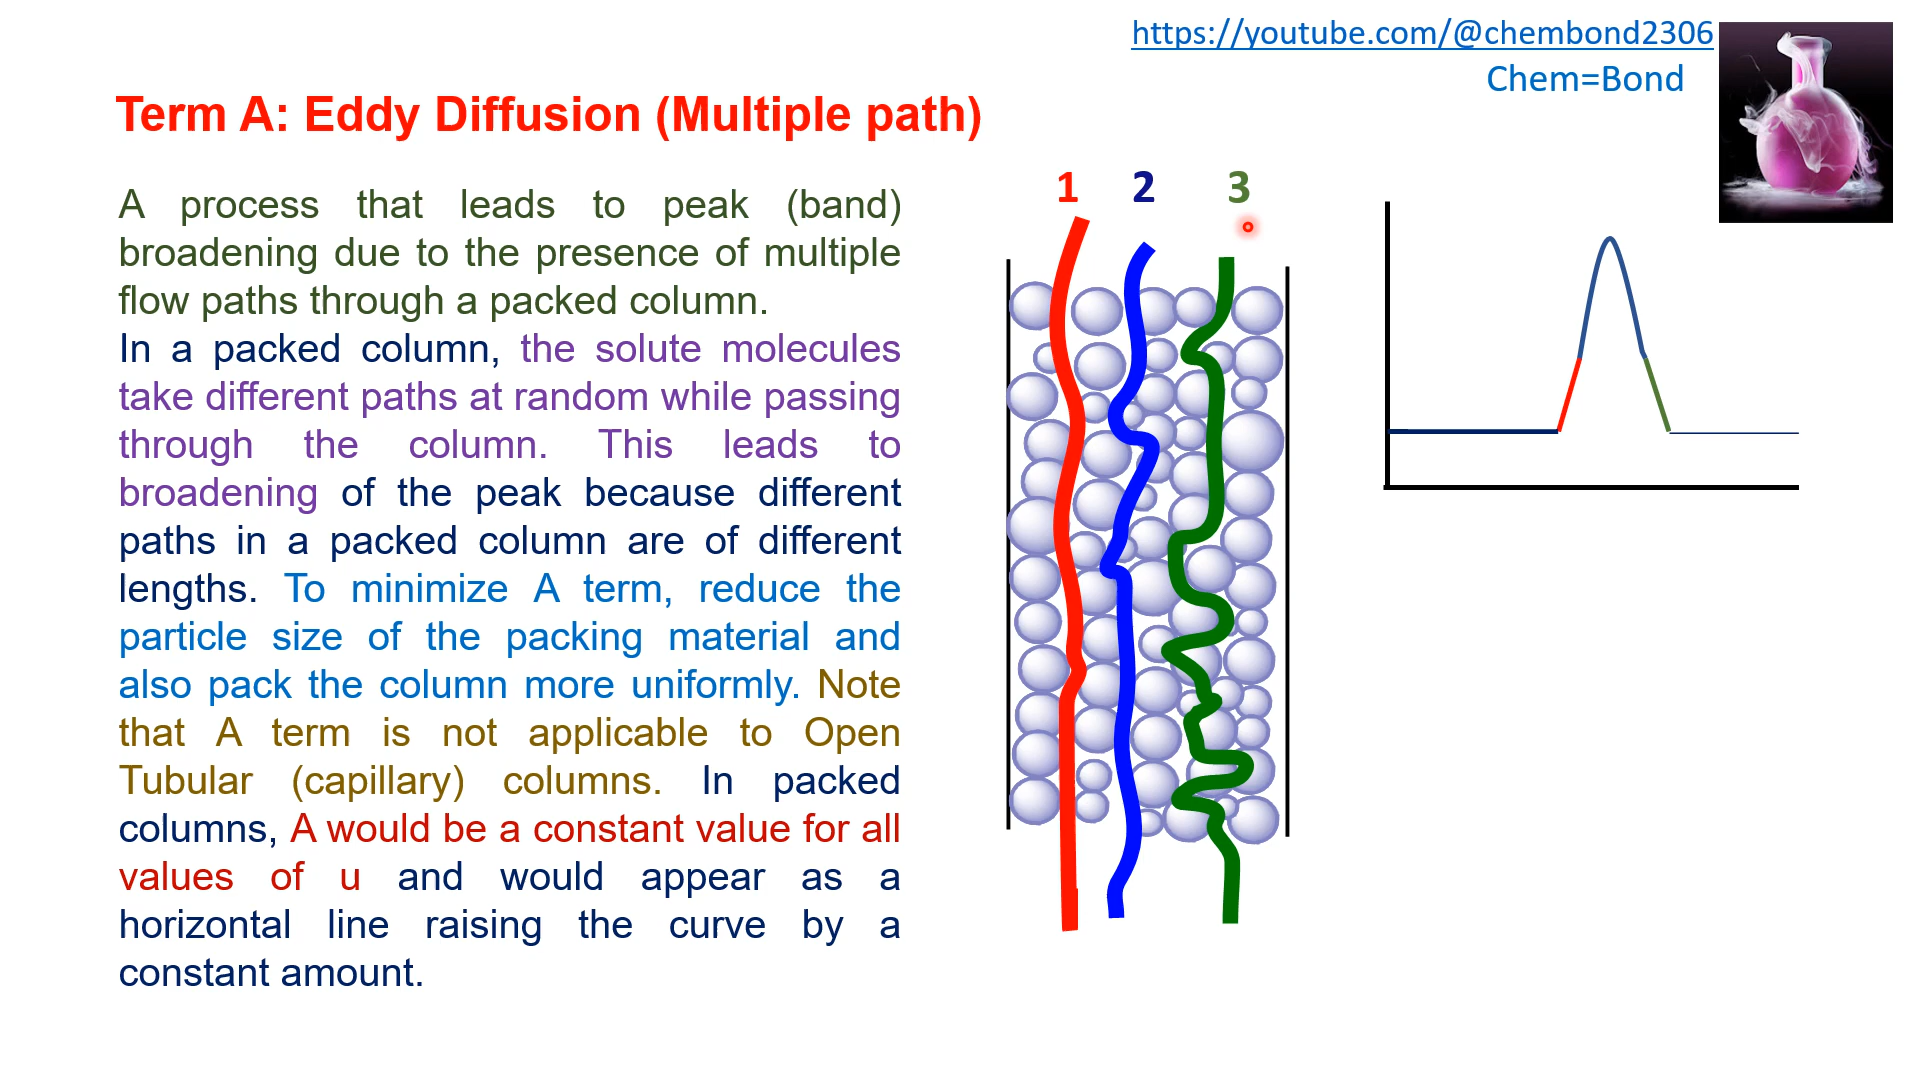 https://youtube.com/@chembond2306
Chem=Bond
Term A: Eddy Diffusion (Multiple path)
A process that leads to peak (band)
broadening due to the presence of multiple
flow paths through a packed column.
In a packed column, the solute molecules
take different paths at random while passing
through the column. This leads to
broadening of the peak because different
paths in a packed column are of different
lengths. To minimize A term, reduce the
particle size of the packing material and
also pack the column more uniformly. Note
that A term is not applicable to Open
Tubular (capillary) columns. In packed
columns, A would be a constant value for all
values of u and would appear as a
horizontal line raising the curve by a
constant amount.
1 2 3